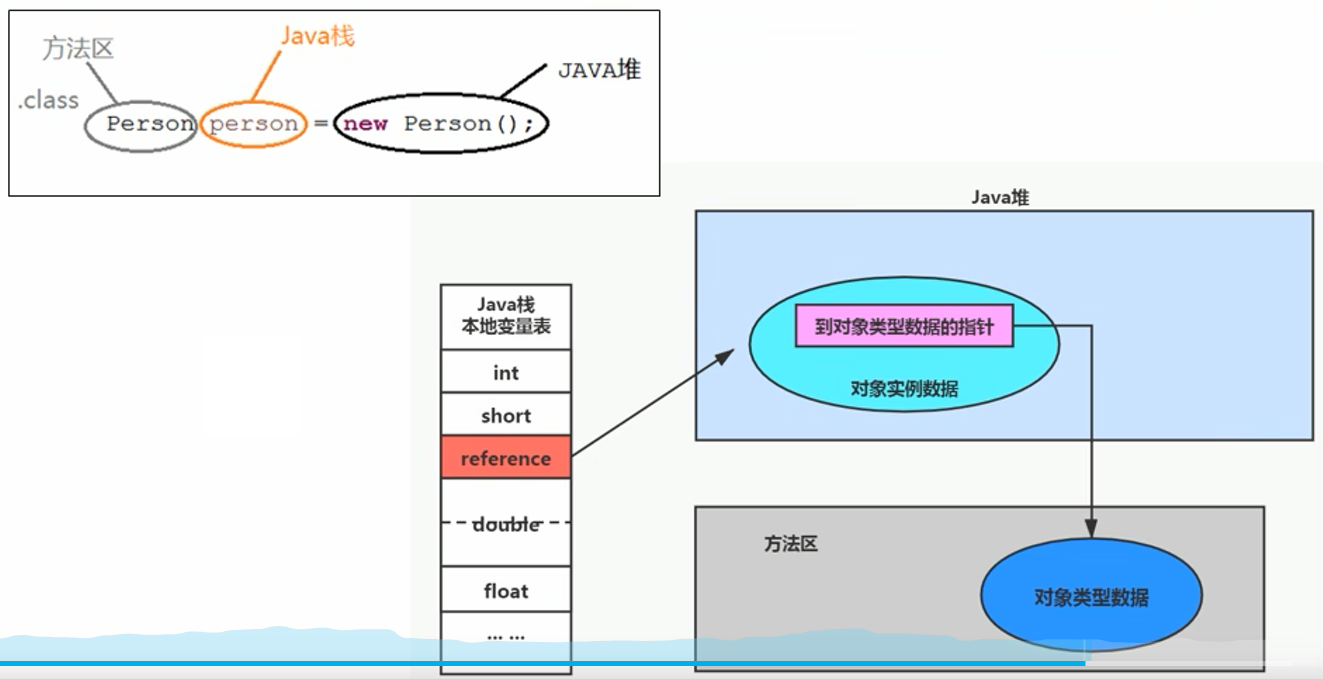 方法区
Java栈
JAVA堆
.class
Person person = new Person();
Java堆
Java栈
本地变量表
int
short
reference
double
float
... ...
到对象类型数据的指针
对象实例数据
方法区
对象类型数据